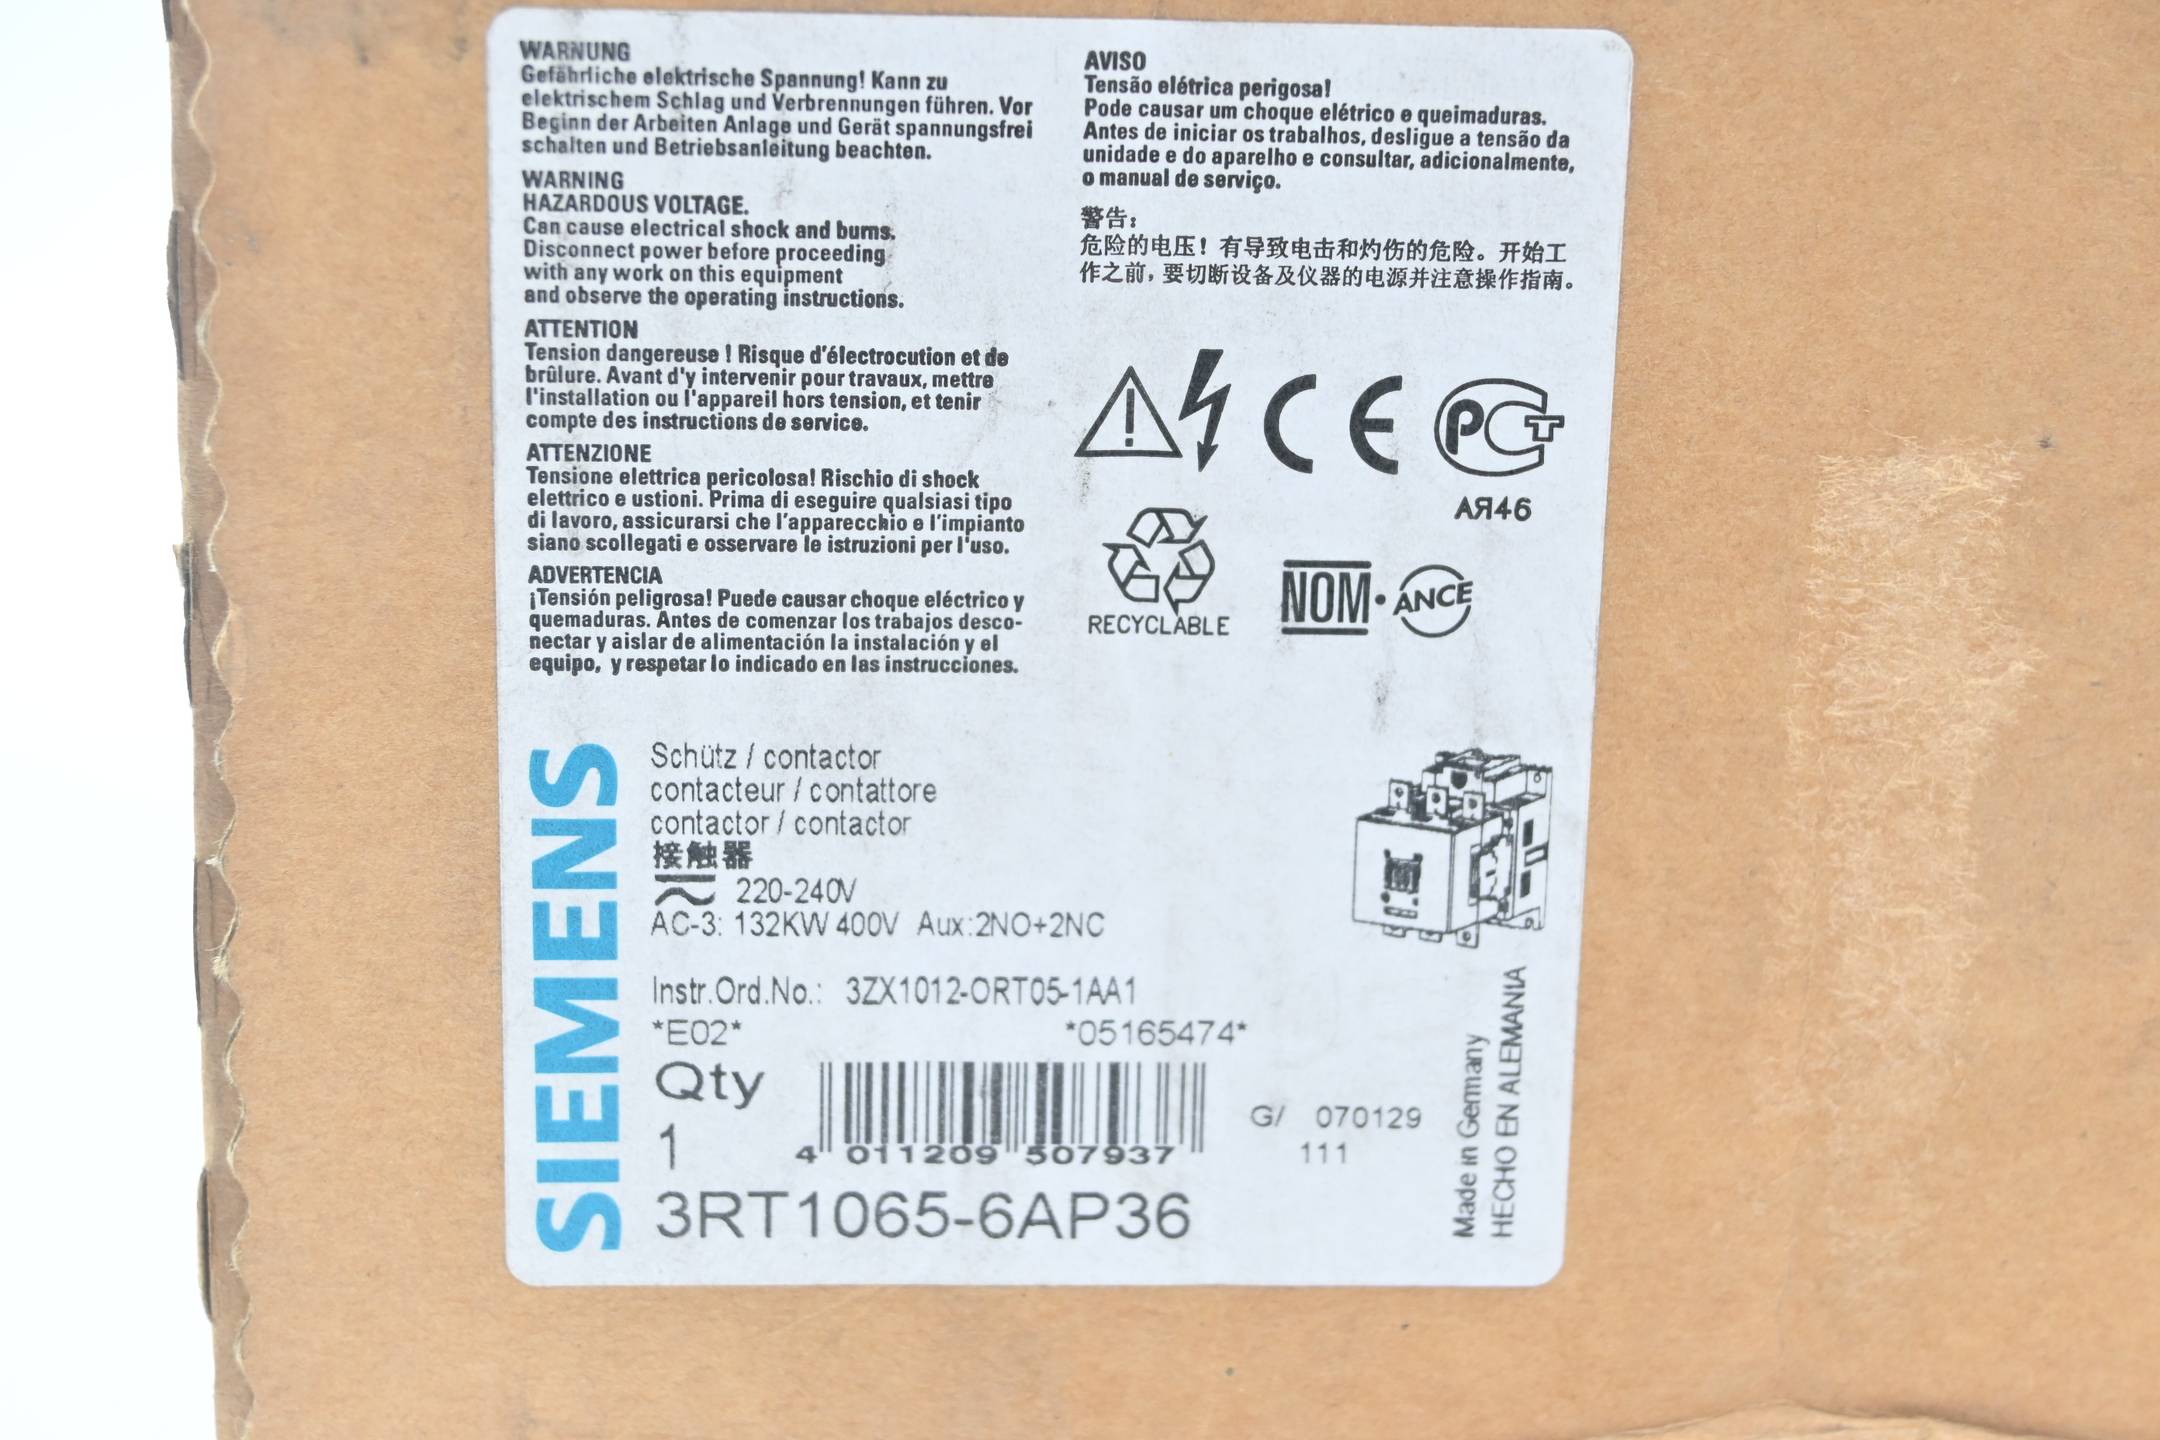 WARNUNG
Gefährliche elektrische Spannung! Kann zu
elektrischem Schlag und Verbrennungen führen. Vor
Beginn der Arbeiten Anlage und Gerät spannungsfrei
schalten und Betriebsanleitung beachten.
WARNING
HAZARDOUS VOLTAGE.
Can cause electrical shock and burns.
Disconnect power before proceeding
with any work on this equipment
and observe the operating instructions.
ATTENTION
Tension dangereuse ! Risque d'électrocution et de
brûlure. Avant d'y intervenir pour travaux, mettre
l'installation ou l'appareil hors tension, et tenir
compte des instructions de service.
ATTENZIONE
Tensione elettrica pericolosa! Rischio di shock
elettrico e ustioni. Prima di eseguire qualsiasi tipo
di lavoro, assicurarsi che l'apparecchio e l'impianto
siano scollegati e osservare le istruzioni per l'uso.
ADVERTENCIA
¡Tensión peligrosa! Puede causar choque eléctrico y
quemaduras. Antes de comenzar los trabajos desco-
nectar y aislar de alimentación la instalación y el
equipo, y respetar lo indicado en las instrucciones.
AVISO
Tensão elétrica perigosa!
Pode causar um choque elétrico e queimaduras.
Antes de iniciar os trabalhos, desligue a tensão da
unidade e do aparelho e consultar, adicionalmente,
o manual de serviço.
警告:
危险的电压! 有导致电击和灼伤的危险。开始工
作之前,要切断设备及仪器的电源并注意操作指南。
CE
PCT
АЯ46
RECYCLABLE
NOM·ANCE
SIEMENS
Schütz / contactor
contacteur / contattore
contactor / contactor
接触器
220-240V
AC-3: 132KW 400V Aux:2NO+2NC
Instr.Ord.No.: 3ZX1012-0RT05-1AA1
*E02* *05165474*
Qty
1
4 011209 507937
G/ 070129
111
3RT1065-6AP36
Made in Germany
HECHO EN ALEMANIA